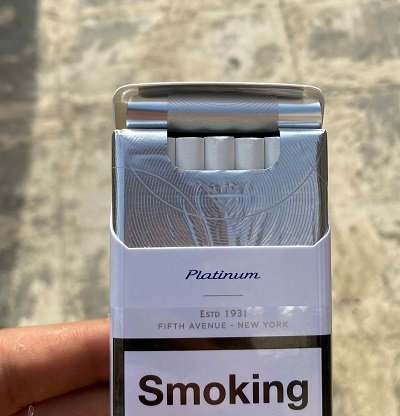 Platinum
ESTD 1931
FIFTH AVENUE - NEW YORK
Smoking